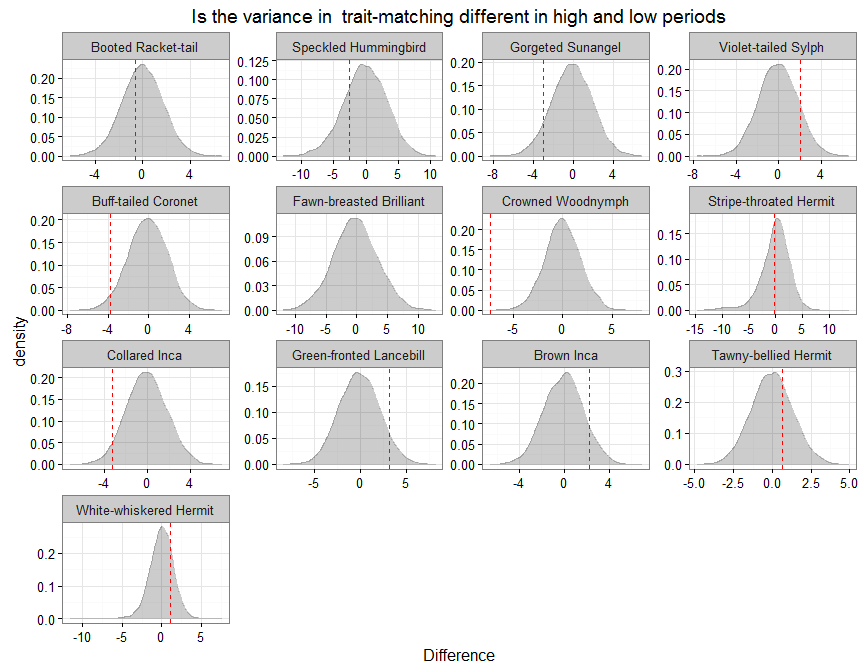 Is the variance in  trait-matching different in high and low periods
Booted Racket-tail
Speckled Hummingbird
Gorgeted Sunangel
Violet-tailed Sylph
0.20
0.15
0.10
0.05
0.00
-4 0 4
0.125
0.100
0.075
0.050
0.025
0.000
-10 -5 0 5 10
0.20
0.15
0.10
0.05
0.00
-8 -4 0 4
0.20
0.15
0.10
0.05
0.00
-8 -4 0 4
Buff-tailed Coronet
Fawn-breasted Brilliant
Crowned Woodnymph
Stripe-throated Hermit
0.20
0.15
0.10
0.05
0.00
-8 -4 0 4
0.09
0.06
0.03
0.00
-10 -5 0 5 10
0.20
0.15
0.10
0.05
0.00
-5 0 5
0.15
0.10
0.05
0.00
-15 -10 -5 0 5 10
density
Collared Inca
Green-fronted Lancebill
Brown Inca
Tawny-bellied Hermit
0.20
0.15
0.10
0.05
0.00
-4 0 4
0.15
0.10
0.05
0.00
-5 0 5
0.20
0.15
0.10
0.05
0.00
-4 0 4
0.3
0.2
0.1
0.0
-5.0 -2.5 0.0 2.5 5.0
White-whiskered Hermit
0.2
0.1
0.0
-10 -5 0 5
Difference